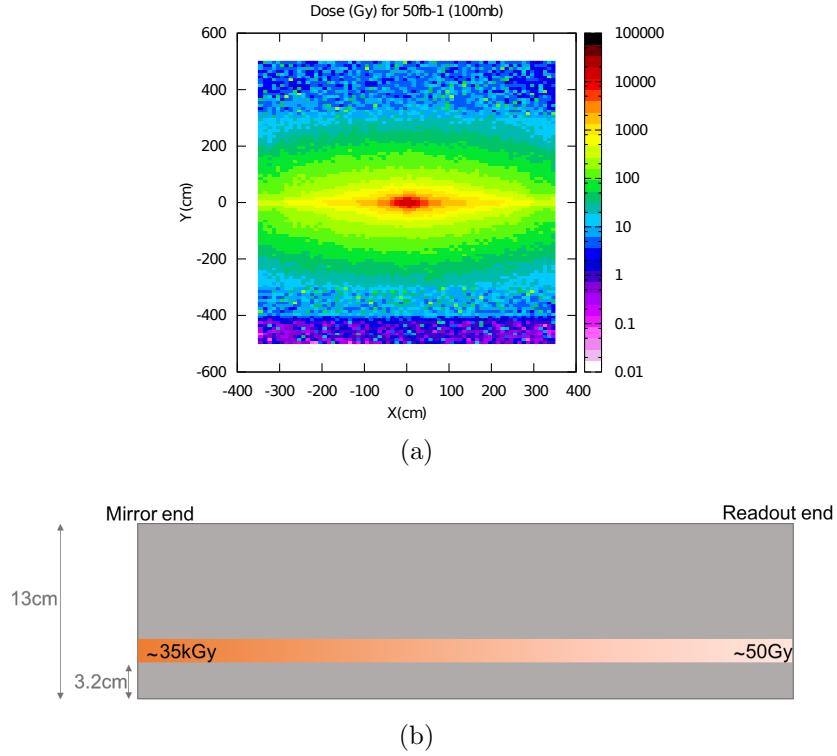 Dose (Gy) for 50fb-1 (100mb)
600
400
200
0
-200
-400
-600
Y(cm)
-400 -300 -200 -100 0 100 200 300 400
X(cm)
100000
10000
1000
100
10
1
0.1
0.01
(a)
Mirror end Readout end
13cm
~35kGy ~50Gy
3.2cm
(b)